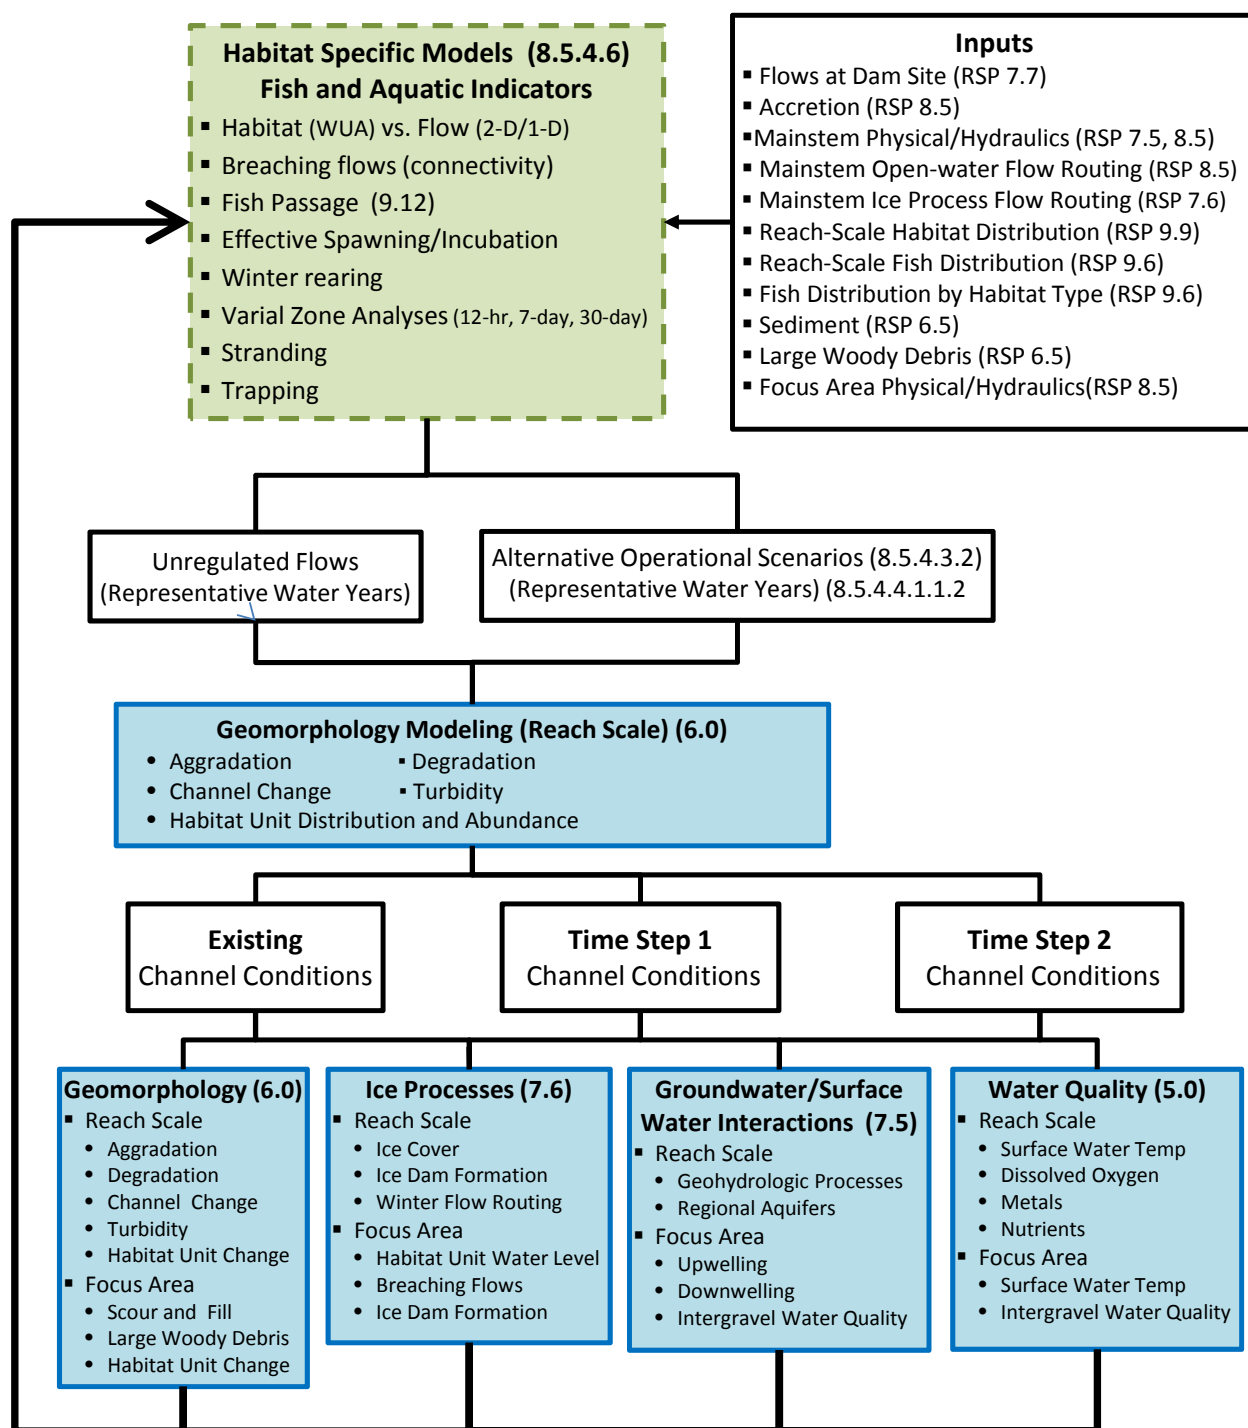 Habitat Specific Models (8.5.4.6)
Fish and Aquatic Indicators
▪ Habitat (WUA) vs. Flow (2-D/1-D)
▪ Breaching flows (connectivity)
▪ Fish Passage (9.12)
▪ Effective Spawning/Incubation
▪ Winter rearing
▪ Varial Zone Analyses (12-hr, 7-day, 30-day)
▪ Stranding
▪ Trapping
Inputs
▪ Flows at Dam Site (RSP 7.7)
▪ Accretion (RSP 8.5)
▪ Mainstem Physical/Hydraulics (RSP 7.5, 8.5)
▪ Mainstem Open-water Flow Routing (RSP 8.5)
▪ Mainstem Ice Process Flow Routing (RSP 7.6)
▪ Reach-Scale Habitat Distribution (RSP 9.9)
▪ Reach-Scale Fish Distribution (RSP 9.6)
▪ Fish Distribution by Habitat Type (RSP 9.6)
▪ Sediment (RSP 6.5)
▪ Large Woody Debris (RSP 6.5)
▪ Focus Area Physical/Hydraulics(RSP 8.5)
Unregulated Flows
(Representative Water Years)
Alternative Operational Scenarios (8.5.4.3.2)
(Representative Water Years) (8.5.4.4.1.1.2
Geomorphology Modeling (Reach Scale) (6.0)
• Aggradation ▪ Degradation
• Channel Change ▪ Turbidity
• Habitat Unit Distribution and Abundance
Existing
Channel Conditions
Time Step 1
Channel Conditions
Time Step 2
Channel Conditions
Geomorphology (6.0)
▪ Reach Scale
• Aggradation
• Degradation
• Channel Change
• Turbidity
• Habitat Unit Change
▪ Focus Area
• Scour and Fill
• Large Woody Debris
• Habitat Unit Change
Ice Processes (7.6)
▪ Reach Scale
• Ice Cover
• Ice Dam Formation
• Winter Flow Routing
▪ Focus Area
• Habitat Unit Water Level
• Breaching Flows
• Ice Dam Formation
Groundwater/Surface
Water Interactions (7.5)
▪ Reach Scale
• Geohydrologic Processes
• Regional Aquifers
▪ Focus Area
• Upwelling
• Downwelling
• Intergravel Water Quality
Water Quality (5.0)
▪ Reach Scale
• Surface Water Temp
• Dissolved Oxygen
• Metals
• Nutrients
▪ Focus Area
• Surface Water Temp
• Intergravel Water Quality